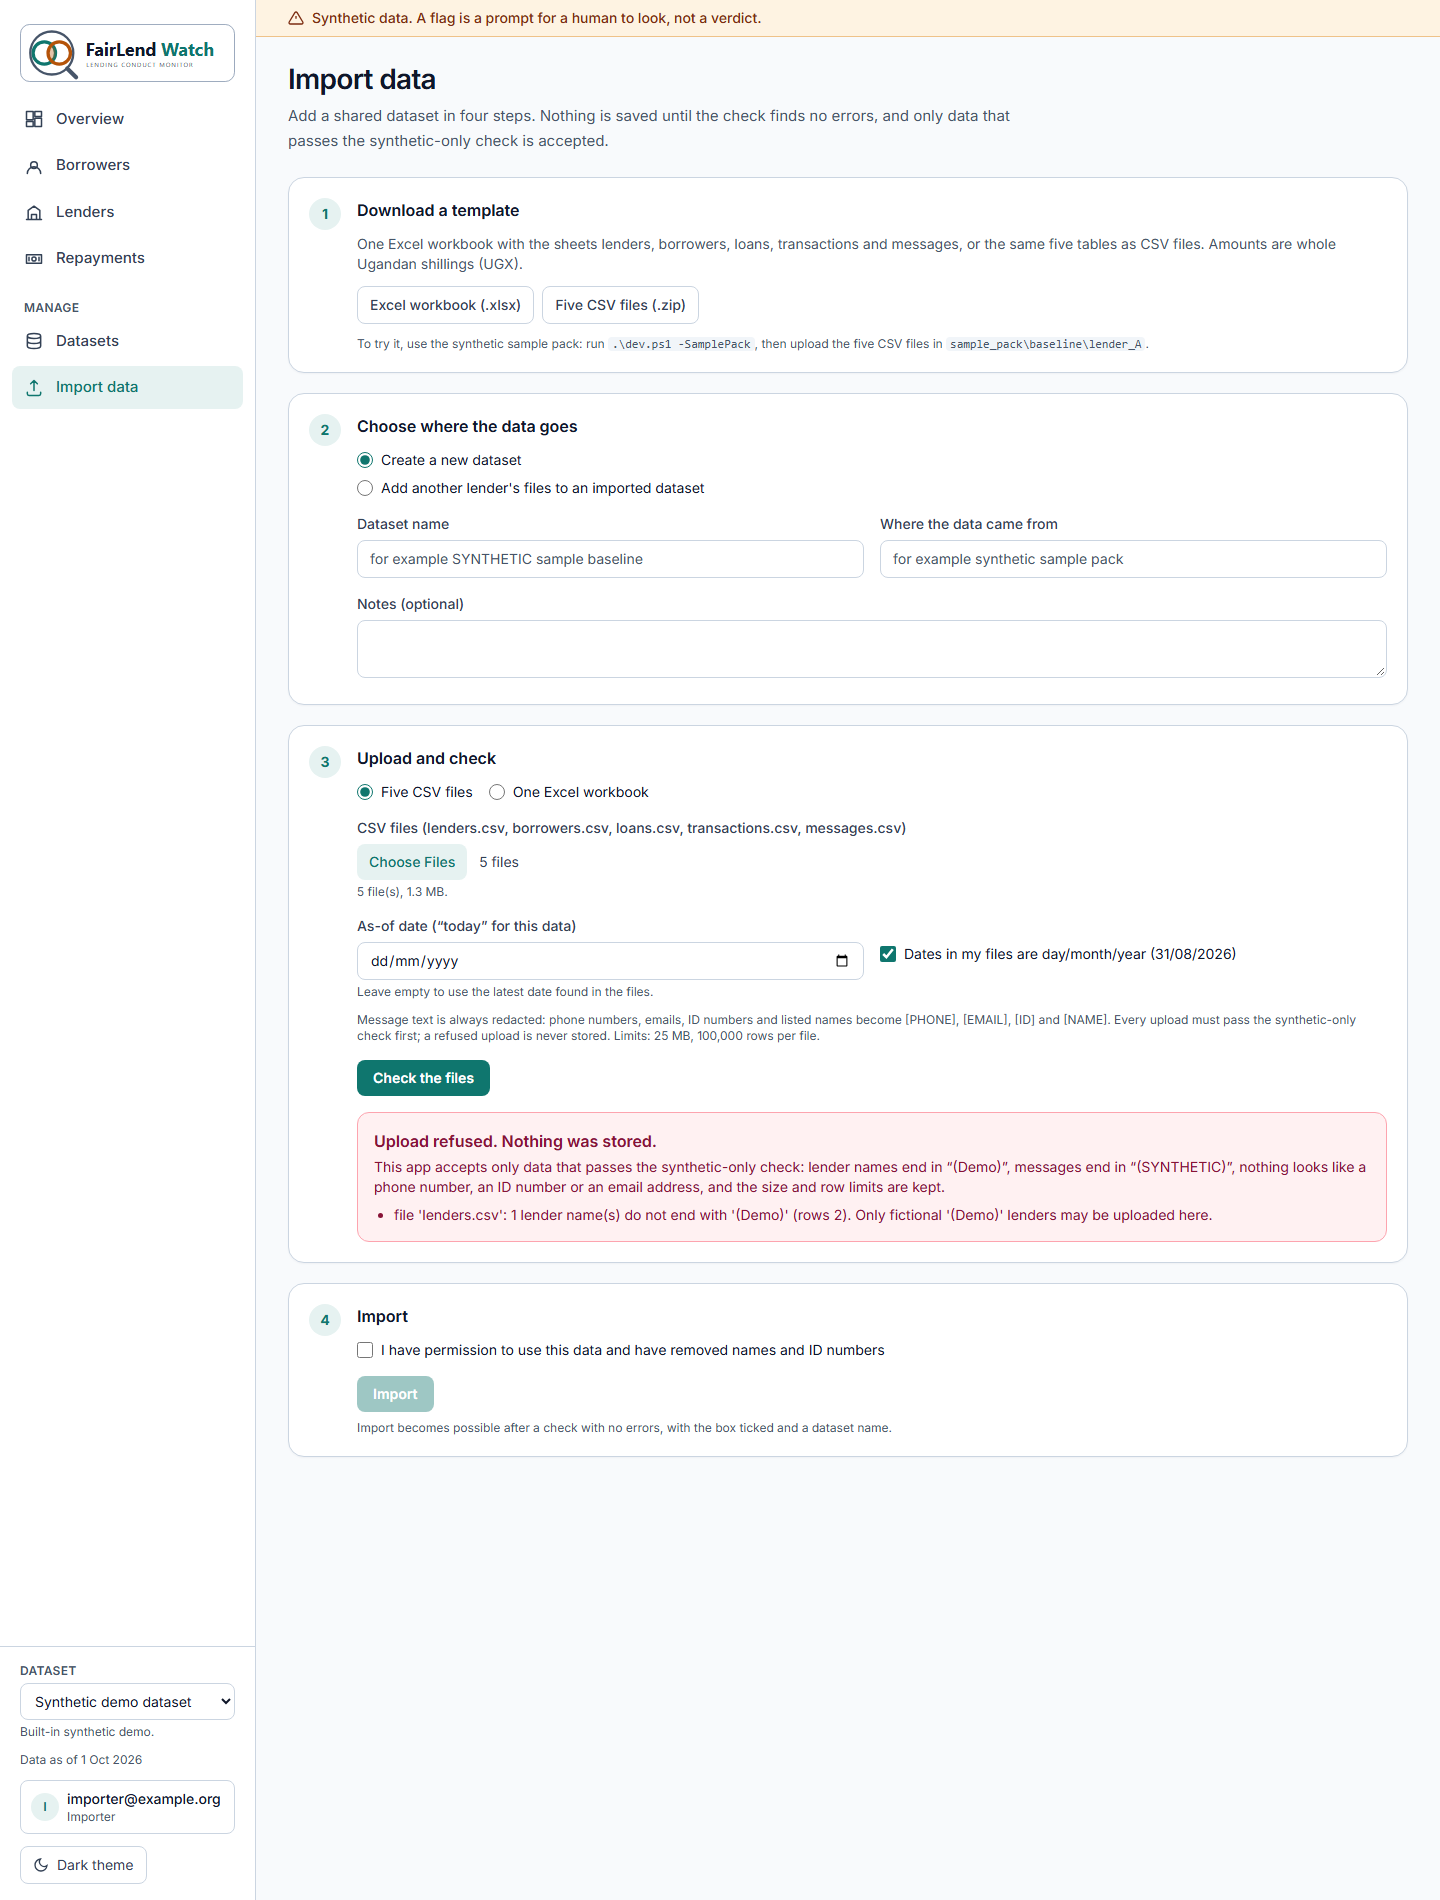 FairLend Watch
LENDING CONDUCT MONITOR
Overview
Borrowers
Lenders
Repayments
MANAGE
Datasets
Import data
DATASET
Synthetic demo dataset
Built-in synthetic demo.
Data as of 1 Oct 2026
I
importer@example.org
Importer
Dark theme
Synthetic data. A flag is a prompt for a human to look, not a verdict.
Import data
Add a shared dataset in four steps. Nothing is saved until the check finds no errors, and only data that
passes the synthetic-only check is accepted.
1
Download a template
One Excel workbook with the sheets lenders, borrowers, loans, transactions and messages, or the same five tables as CSV files. Amounts are whole
Ugandan shillings (UGX).
Excel workbook (.xlsx)
Five CSV files (.zip)
To try it, use the synthetic sample pack: run .\dev.ps1 -SamplePack, then upload the five CSV files in sample_pack\baseline\lender_A.
2
Choose where the data goes
Create a new dataset
Add another lender's files to an imported dataset
Dataset name
Where the data came from
for example SYNTHETIC sample baseline
for example synthetic sample pack
Notes (optional)
3
Upload and check
Five CSV files
One Excel workbook
CSV files (lenders.csv, borrowers.csv, loans.csv, transactions.csv, messages.csv)
Choose Files
5 files
5 file(s), 1.3 MB.
As-of date (“today” for this data)
dd/mm/yyyy
Dates in my files are day/month/year (31/08/2026)
Leave empty to use the latest date found in the files.
Message text is always redacted: phone numbers, emails, ID numbers and listed names become [PHONE], [EMAIL], [ID] and [NAME]. Every upload must pass the synthetic-only
check first; a refused upload is never stored. Limits: 25 MB, 100,000 rows per file.
Check the files
Upload refused. Nothing was stored.
This app accepts only data that passes the synthetic-only check: lender names end in “(Demo)”, messages end in “(SYNTHETIC)”, nothing looks like a
phone number, an ID number or an email address, and the size and row limits are kept.
• file 'lenders.csv': 1 lender name(s) do not end with '(Demo)' (rows 2). Only fictional '(Demo)' lenders may be uploaded here.
4
Import
I have permission to use this data and have removed names and ID numbers
Import
Import becomes possible after a check with no errors, with the box ticked and a dataset name.